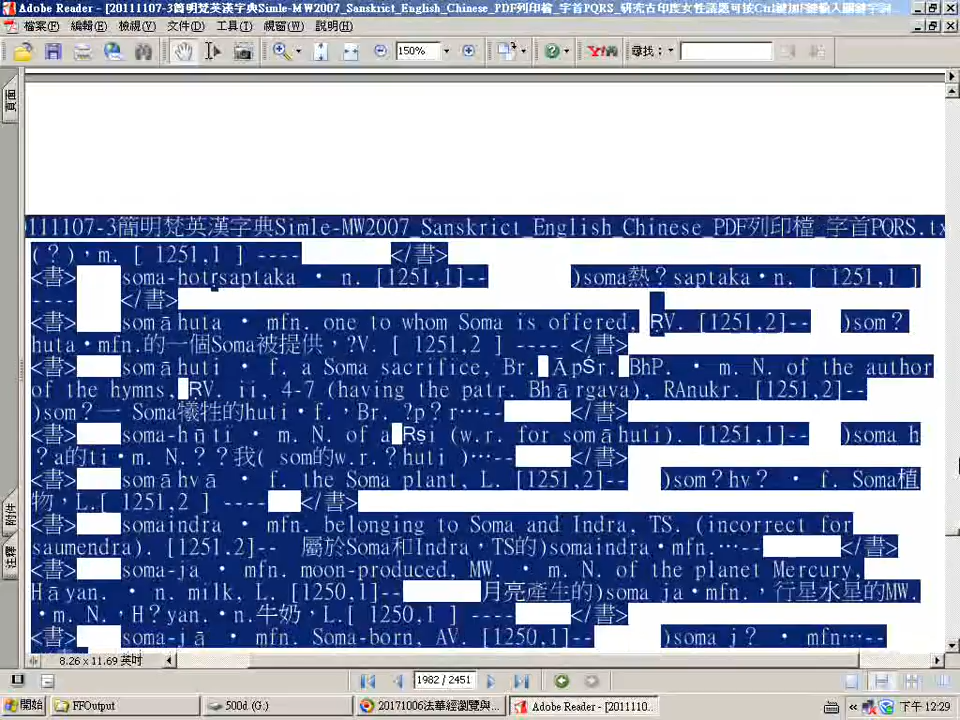 Adobe Reader - [20111107-3簡明梵英漢字典Simle-MW2007_Sanskrict_English_Chinese_PDF列印檔_字首PQRS_研究古印度女性議題可按Ctrl鍵加F鍵輸入關鍵字詞
檔案(F) 編輯(E) 檢視(V) 文件(D) 工具(T) 視窗(W) 說明(H)
150% 尋找:
頁面
附件
注釋
111107-3簡明梵英漢字典Simle-MW2007_Sanskrict_English_Chinese_PDF列印檔_字首PQRS.tx
(?),m. [ 1251,1 ] ---- </書>
<書> soma-hotṛsaptaka · n. [1251,1]-- )soma熱?saptaka·n. [ 1251,1 ]
---- </書>
<書> somāhuta · mfn. one to whom Soma is offered, RV. [1251,2]-- )som?
huta·mfn.的一個Soma被提供,?V. [ 1251,2 ] ---- </書>
<書> somāhuti · f. a Soma sacrifice, Br. ĀpŚr. BhP. · m. N. of the author
of the hymns, RV. ii, 4-7 (having the patr. Bhārgava), RAnukr. [1251,2]--
)som?一 Soma犧牲的huti·f.,Br. ?p?r…-- </書>
<書> soma-hūti · m. N. of a Ṛṣi (w.r. for somāhuti). [1251,1]-- )soma h
?a的ti·m. N.??我( som的w.r.?huti )…-- </書>
<書> somāhvā · f. the Soma plant, L. [1251,2]-- )som?hv? · f. Soma植
物,L.[ 1251,2 ] ---- </書>
<書> somaindra · mfn. belonging to Soma and Indra, TS. (incorrect for
saumendra). [1251.2]-- 屬於Soma和Indra,TS的)somaindra·mfn.…-- </書>
<書> soma-ja · mfn. moon-produced, MW. · m. N. of the planet Mercury,
Hāyan. · n. milk, L. [1250,1]-- 月亮產生的)soma ja·mfn.,行星水星的MW.
·m. N.,H?yan.·n.牛奶,L.[ 1250,1 ] ---- </書>
<書> soma-jā · mfn. Soma-born, AV. [1250,1]-- )soma j? · mfn…--
8.26 x 11.69 英吋
1982 / 2451
開始 FFOutput 500d (G:) 20171006法華經瀏覽與... Adobe Reader - [2011110... 下午 12:29